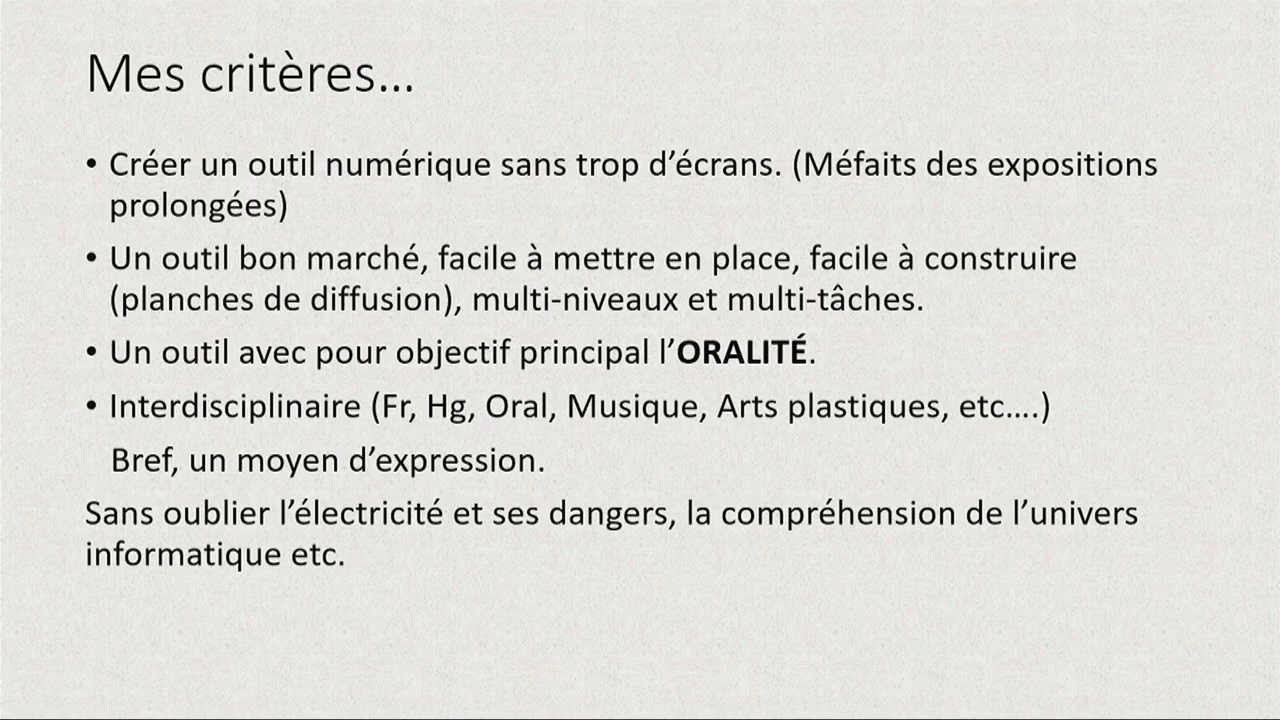 Mes critères...
• Créer un outil numérique sans trop d’écrans. (Méfaits des expositions
prolongées)
• Un outil bon marché, facile à mettre en place, facile à construire
(planches de diffusion), multi-niveaux et multi-tâches.
• Un outil avec pour objectif principal l’ORALITÉ.
• Interdisciplinaire (Fr, Hg, Oral, Musique, Arts plastiques, etc....)
Bref, un moyen d’expression.
Sans oublier l’électricité et ses dangers, la compréhension de l’univers
informatique etc.